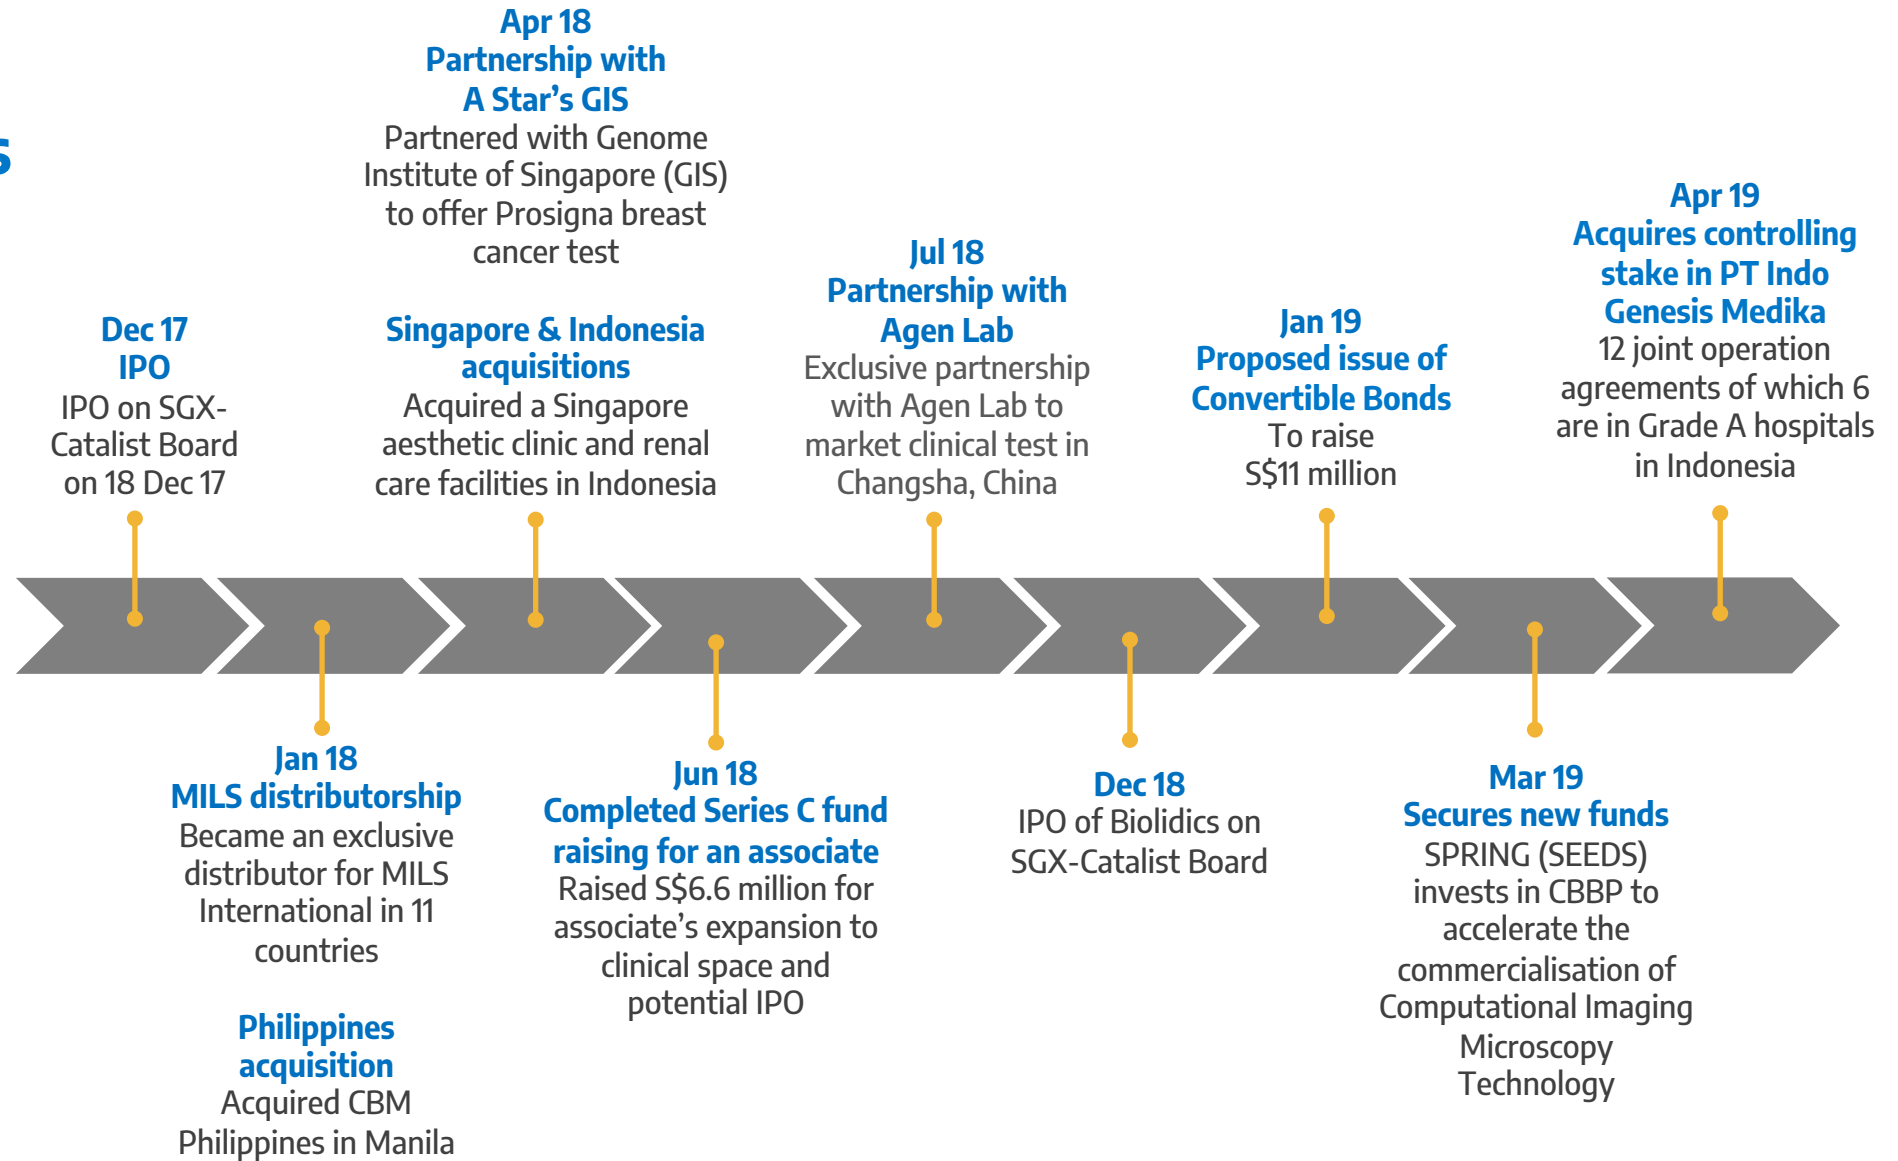 s
Dec 17
IPO
IPO on SGX-
Catalist Board
on 18 Dec 17
Jan 18
MILS distributorship
Became an exclusive
distributor for MILS
International in 11
countries
Philippines
acquisition
Acquired CBM
Philippines in Manila
Apr 18
Partnership with
A Star’s GIS
Partnered with Genome
Institute of Singapore (GIS)
to offer Prosigna breast
cancer test
Singapore & Indonesia
acquisitions
Acquired a Singapore
aesthetic clinic and renal
care facilities in Indonesia
Jun 18
Completed Series C fund
raising for an associate
Raised S$6.6 million for
associate’s expansion to
clinical space and
potential IPO
Jul 18
Partnership with
Agen Lab
Exclusive partnership
with Agen Lab to
market clinical test in
Changsha, China
Dec 18
IPO of Biolidics on
SGX-Catalist Board
Jan 19
Proposed issue of
Convertible Bonds
To raise
S$11 million
Mar 19
Secures new funds
SPRING (SEEDS)
invests in CBBP to
accelerate the
commercialisation of
Computational Imaging
Microscopy
Technology
Apr 19
Acquires controlling
stake in PT Indo
Genesis Medika
12 joint operation
agreements of which 6
are in Grade A hospitals
in Indonesia